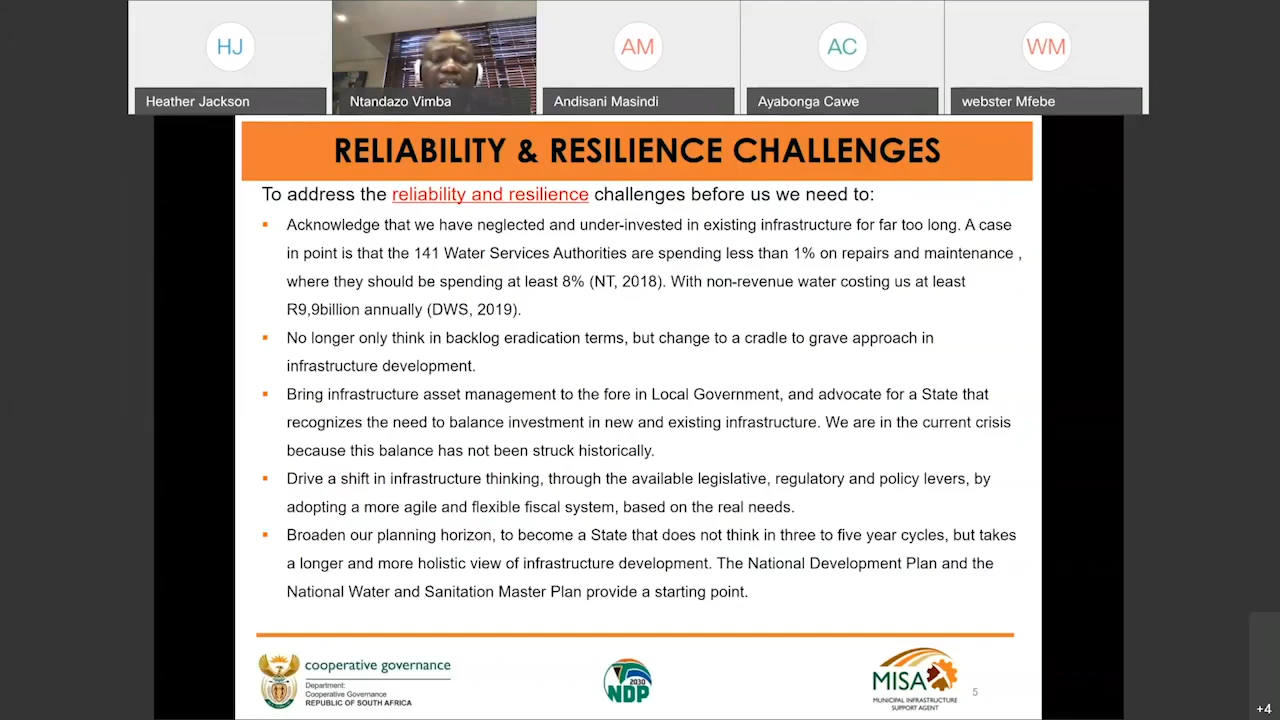 HJ
AM
AC
WM
Heather Jackson
Ntandazo Vimba
Andisani Masindi
Ayabonga Cawe
webster Mfebe
RELIABILITY & RESILIENCE CHALLENGES
To address the reliability and resilience challenges before us we need to:
▪ Acknowledge that we have neglected and under-invested in existing infrastructure for far too long. A case
in point is that the 141 Water Services Authorities are spending less than 1% on repairs and maintenance ,
where they should be spending at least 8% (NT, 2018). With non-revenue water costing us at least
R9,9billion annually (DWS, 2019).
▪ No longer only think in backlog eradication terms, but change to a cradle to grave approach in
infrastructure development.
▪ Bring infrastructure asset management to the fore in Local Government, and advocate for a State that
recognizes the need to balance investment in new and existing infrastructure. We are in the current crisis
because this balance has not been struck historically.
▪ Drive a shift in infrastructure thinking, through the available legislative, regulatory and policy levers, by
adopting a more agile and flexible fiscal system, based on the real needs.
▪ Broaden our planning horizon, to become a State that does not think in three to five year cycles, but takes
a longer and more holistic view of infrastructure development. The National Development Plan and the
National Water and Sanitation Master Plan provide a starting point.
cooperative governance
Department:
Cooperative Governance
REPUBLIC OF SOUTH AFRICA
2030
NDP
MISA
MUNICIPAL INFRASTRUCTURE
SUPPORT AGENT
5
+4